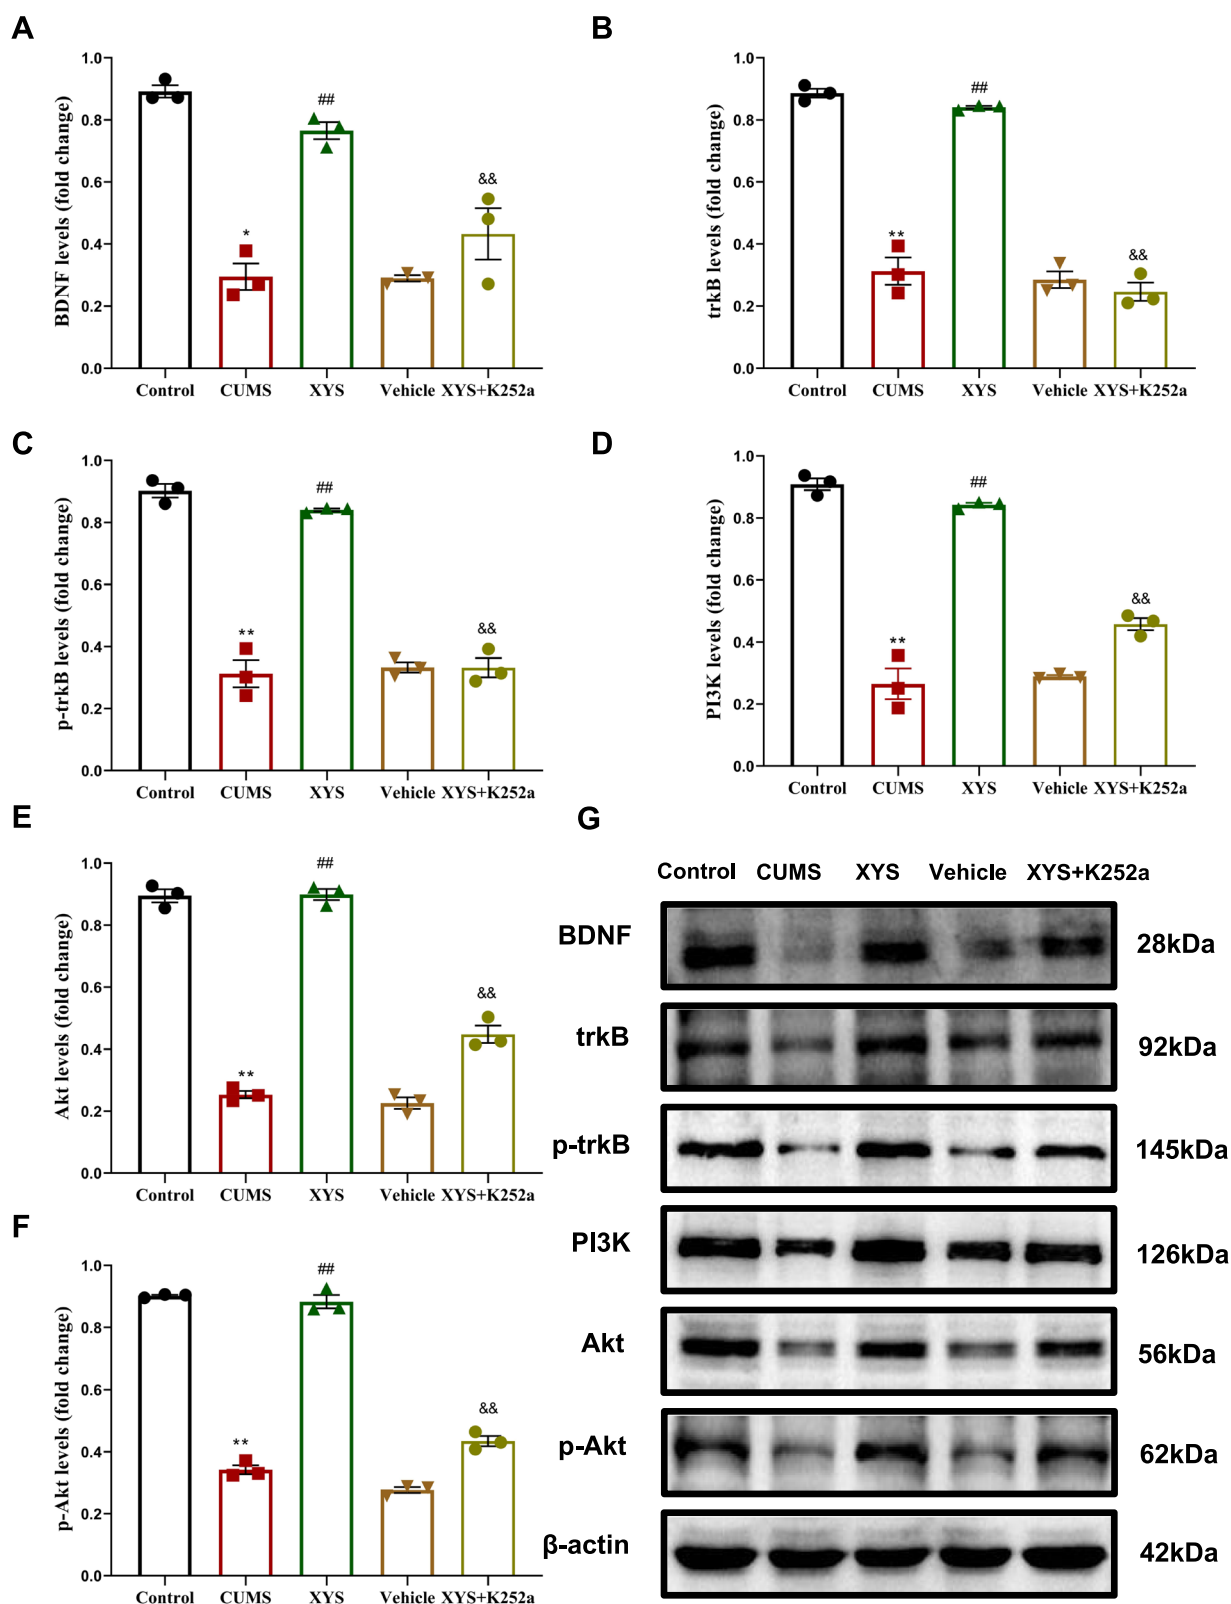 A
BDNF levels (fold change)
1.0
0.8
0.6
0.4
0.2
0.0
*
##
&&
Control CUMS XYS Vehicle XYS+K252a
B
trkB levels (fold change)
1.0
0.8
0.6
0.4
0.2
0.0
**
##
&&
Control CUMS XYS Vehicle XYS+K252a
C
p-trkB levels (fold change)
1.0
0.8
0.6
0.4
0.2
0.0
**
##
&&
Control CUMS XYS Vehicle XYS+K252a
D
PI3K levels (fold change)
1.0
0.8
0.6
0.4
0.2
0.0
**
##
&&
Control CUMS XYS Vehicle XYS+K252a
E
Akt levels (fold change)
1.0
0.8
0.6
0.4
0.2
0.0
**
##
&&
Control CUMS XYS Vehicle XYS+K252a
F
p-Akt levels (fold change)
1.0
0.8
0.6
0.4
0.2
0.0
**
##
&&
Control CUMS XYS Vehicle XYS+K252a
G
Control CUMS XYS Vehicle XYS+K252a
BDNF 28kDa
trkB 92kDa
p-trkB 145kDa
PI3K 126kDa
Akt 56kDa
p-Akt 62kDa
β-actin 42kDa